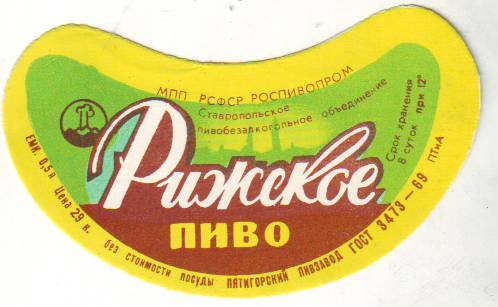 МПП РСФСР РОСПИВОПРОМ
Ставропольское
пивобезалкогольное объединение
Срок хранения
8 суток при 12°
Рижское
ПИВО
ЕМК. 0,5 л Цена 29 к. без стоимости посуды ПЯТИГОРСКИЙ ПИВЗАВОД ГОСТ 3473—69 ПТиА